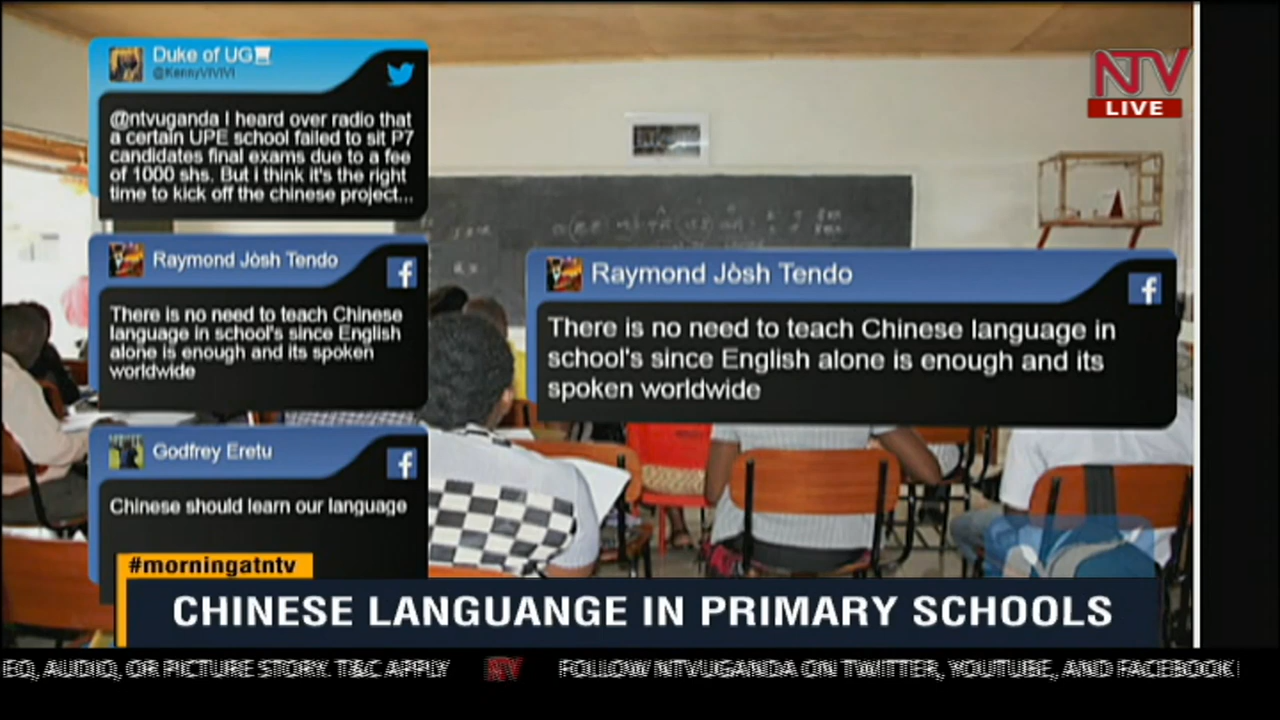 Duke of UG
@KennyVIVIVI
@ntvuganda I heard over radio that
a certain UPE school failed to sit P7
candidates final exams due to a fee
of 1000 shs. But i think it's the right
time to kick off the chinese project...
Raymond Jòsh Tendo
There is no need to teach Chinese
language in school's since English
alone is enough and its spoken
worldwide
Godfrey Eretu
Chinese should learn our language
NTV
LIVE
Raymond Jòsh Tendo
There is no need to teach Chinese language in
school's since English alone is enough and its
spoken worldwide
#morningatntv
CHINESE LANGUANGE IN PRIMARY SCHOOLS
EO, AUDIO, OR PICTURE STORY. T&C APPLY NTV FOLLOW NTVUGANDA ON TWITTER, YOUTUBE, AND FACEBOOK